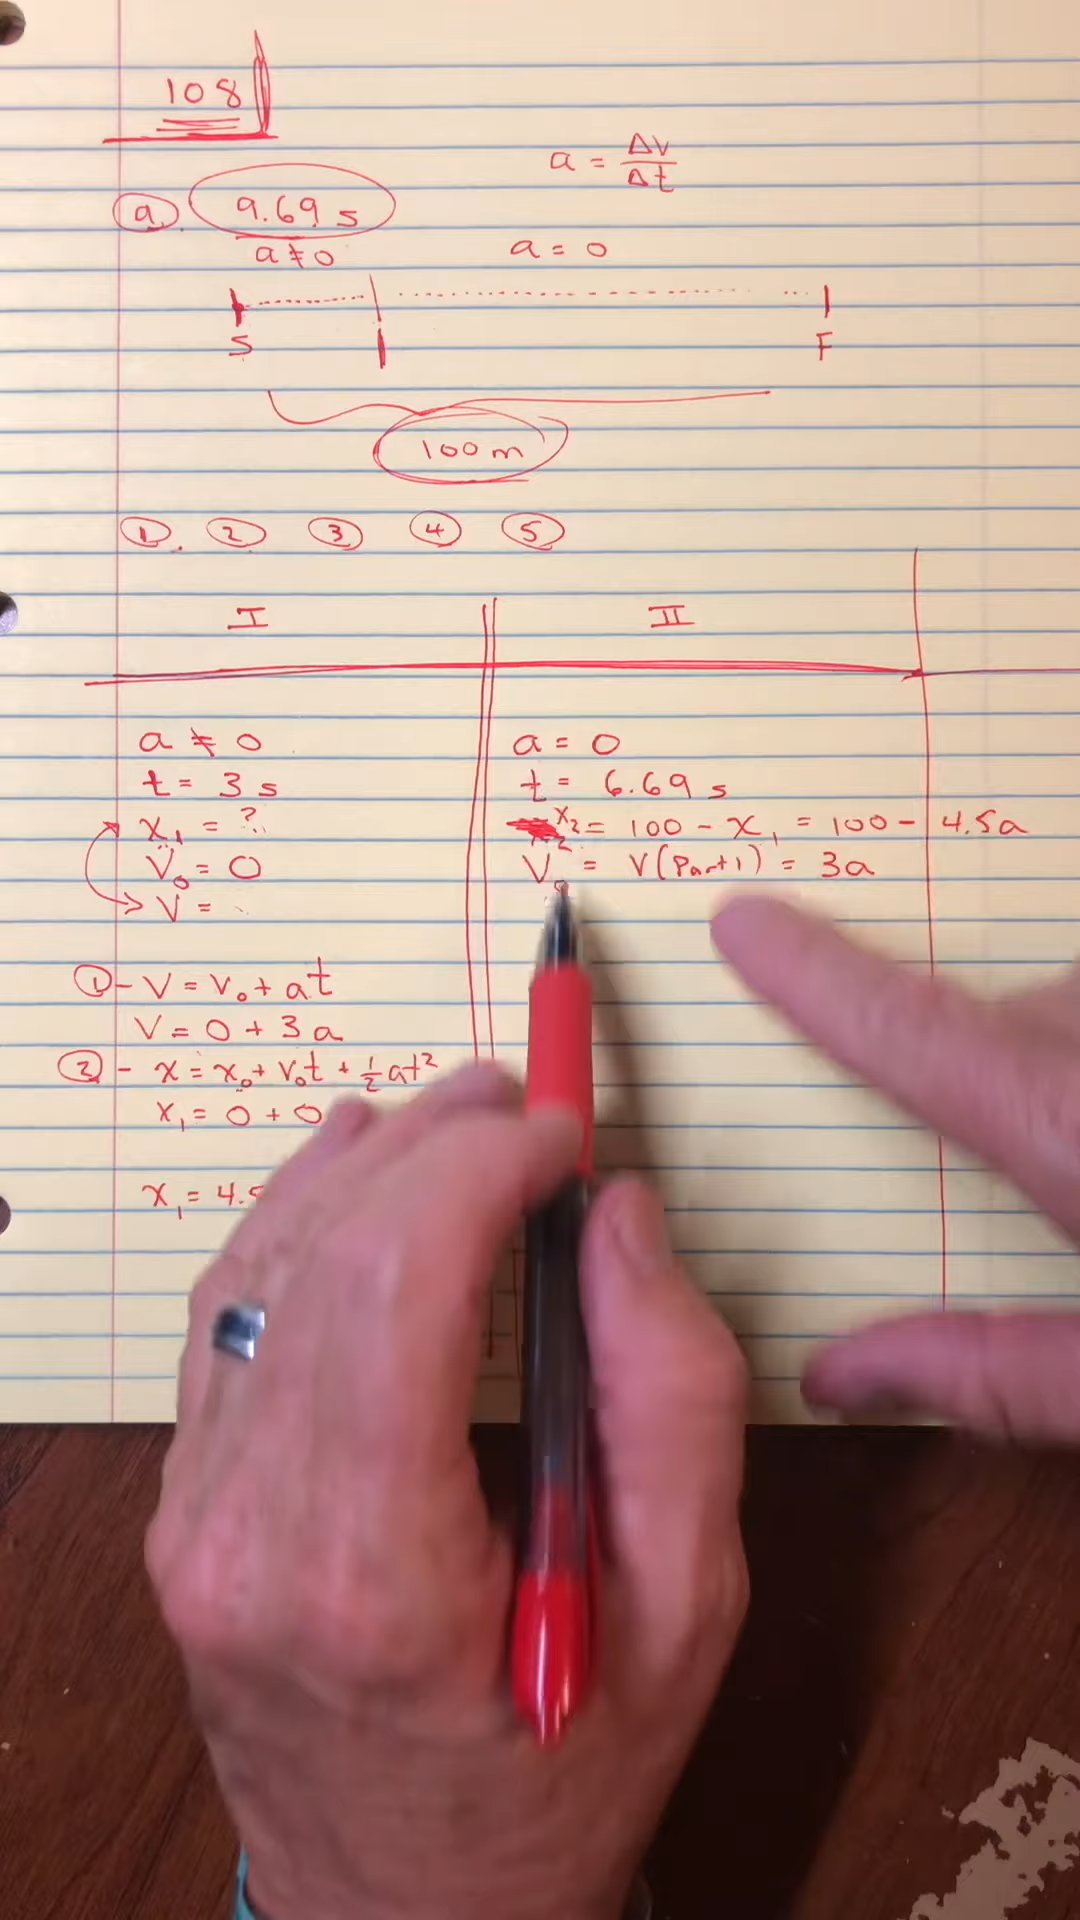 108
a = Δv/Δt
a. 9.69 s
a ≠ 0
a = 0
S
F
100 m
1. 2 3 4 5
I
II
a ≠ 0
t = 3 s
x₁ = ?
V₀ = 0
V =
1 - V = V₀ + at
V = 0 + 3a
2 - x = x₀ + V₀t + ½at²
x₁ = 0 + 0
x₁ = 4.5
a = 0
t = 6.69 s
x₂ = 100 - x₁ = 100 - 4.5a
V₀ = V(Part 1) = 3a